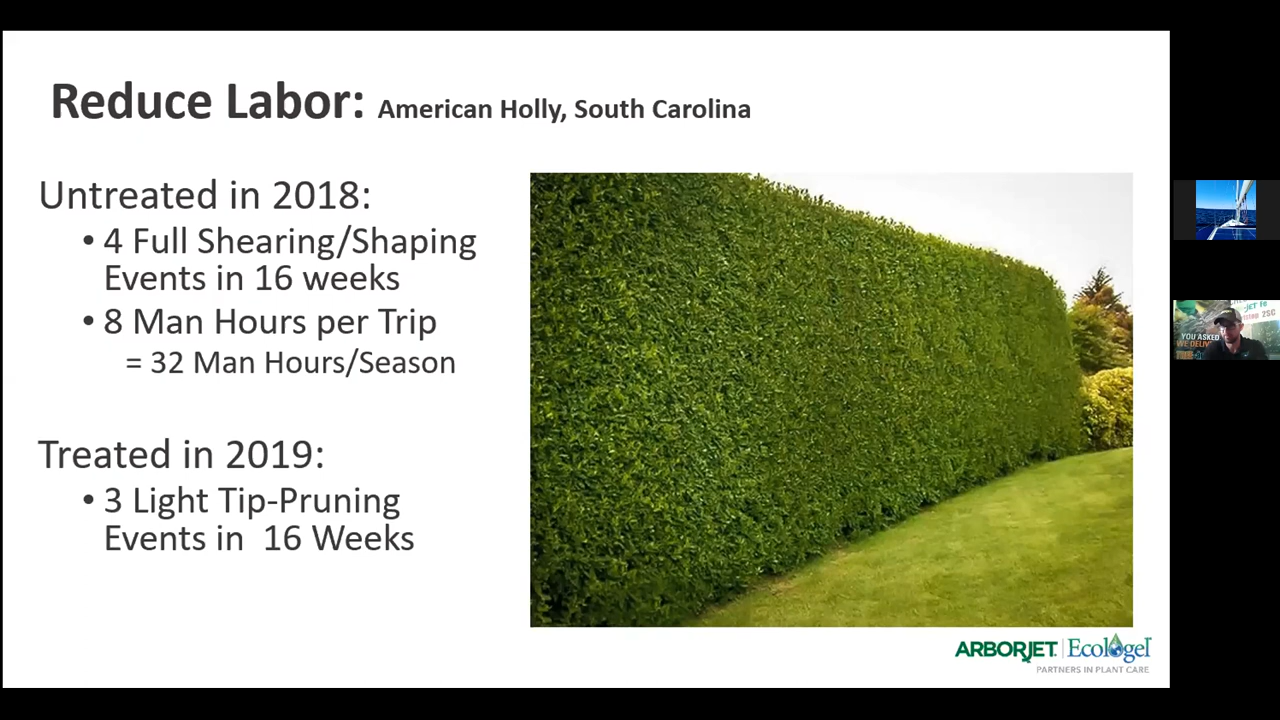 Reduce Labor: American Holly, South Carolina
Untreated in 2018:
• 4 Full Shearing/Shaping
Events in 16 weeks
• 8 Man Hours per Trip
= 32 Man Hours/Season
Treated in 2019:
• 3 Light Tip-Pruning
Events in 16 Weeks
ARBORJET Ecologel
PARTNERS IN PLANT CARE
YOU ASKED